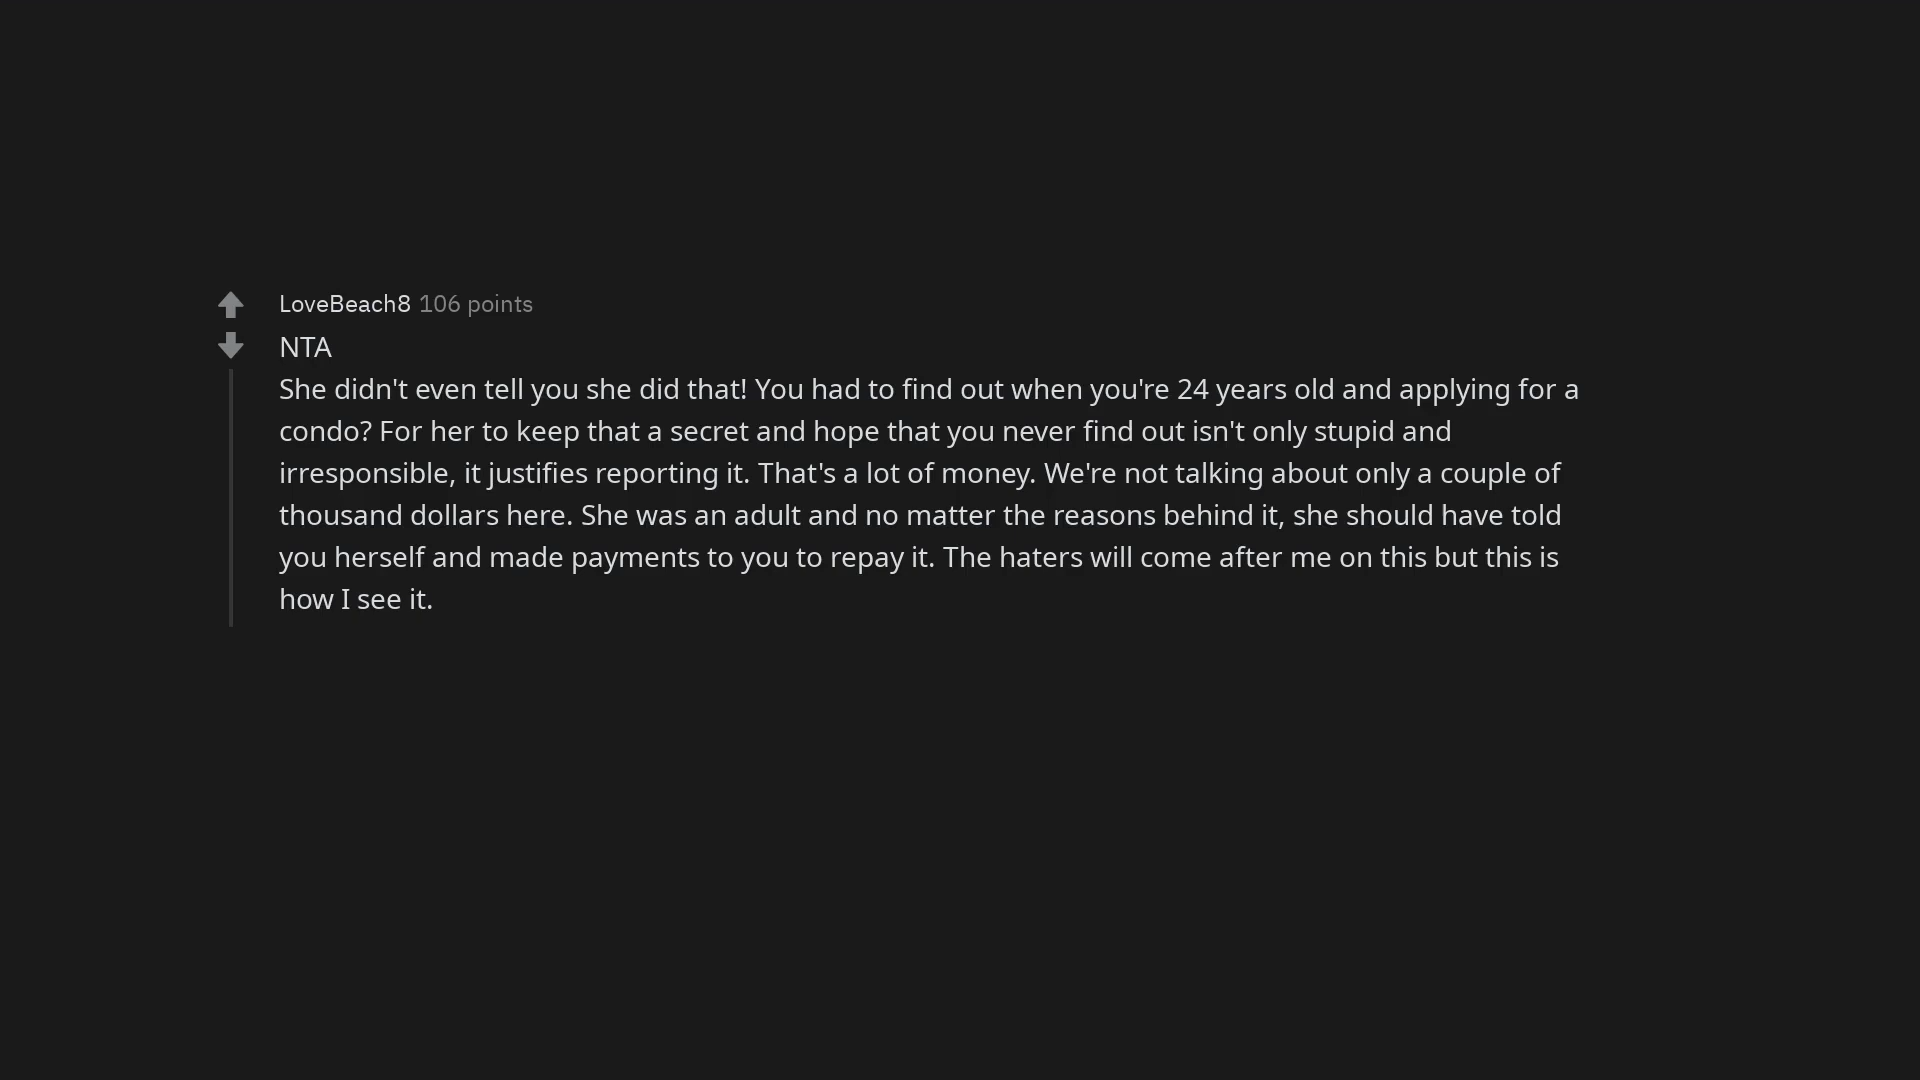 LoveBeach8 106 points
NTA
She didn't even tell you she did that! You had to find out when you're 24 years old and applying for a
condo? For her to keep that a secret and hope that you never find out isn't only stupid and
irresponsible, it justifies reporting it. That's a lot of money. We're not talking about only a couple of
thousand dollars here. She was an adult and no matter the reasons behind it, she should have told
you herself and made payments to you to repay it. The haters will come after me on this but this is
how I see it.